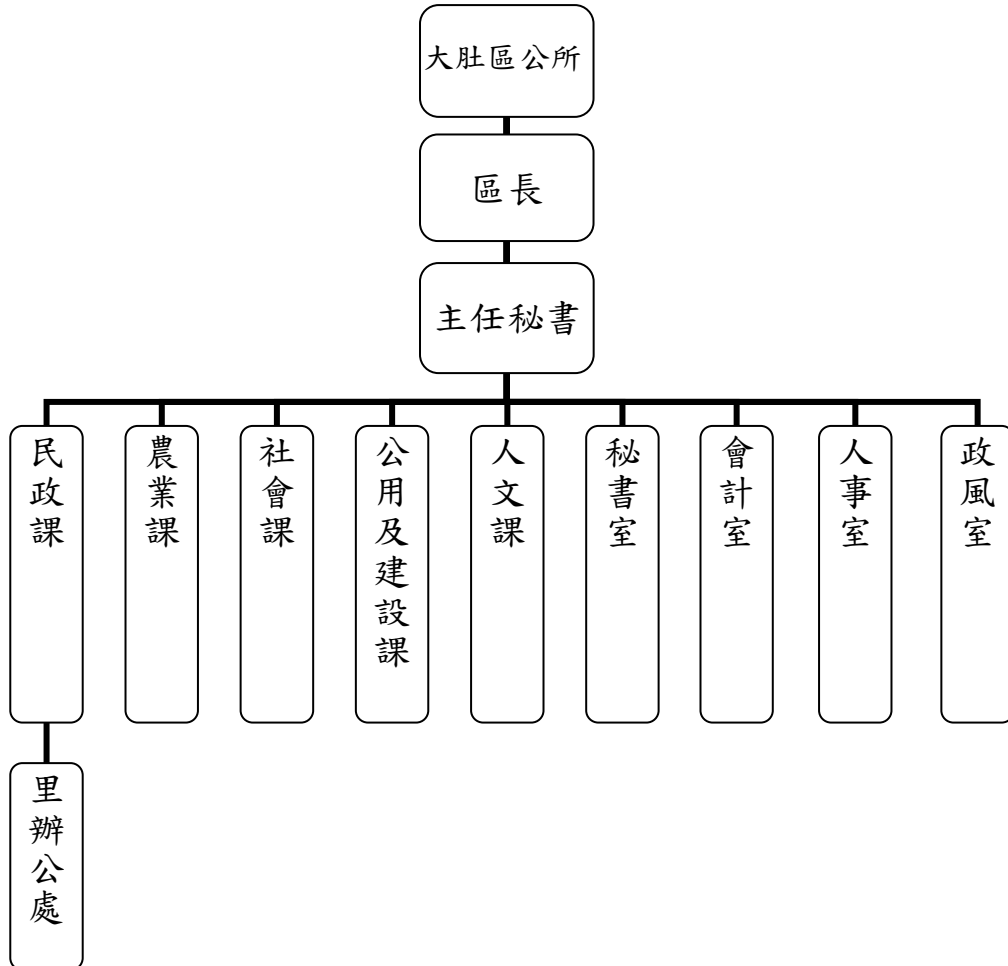 大肚區公所
區長
主任秘書
民政課
農業課
社會課
公用及建設課
人文課
秘書室
會計室
人事室
政風室
里辦公處